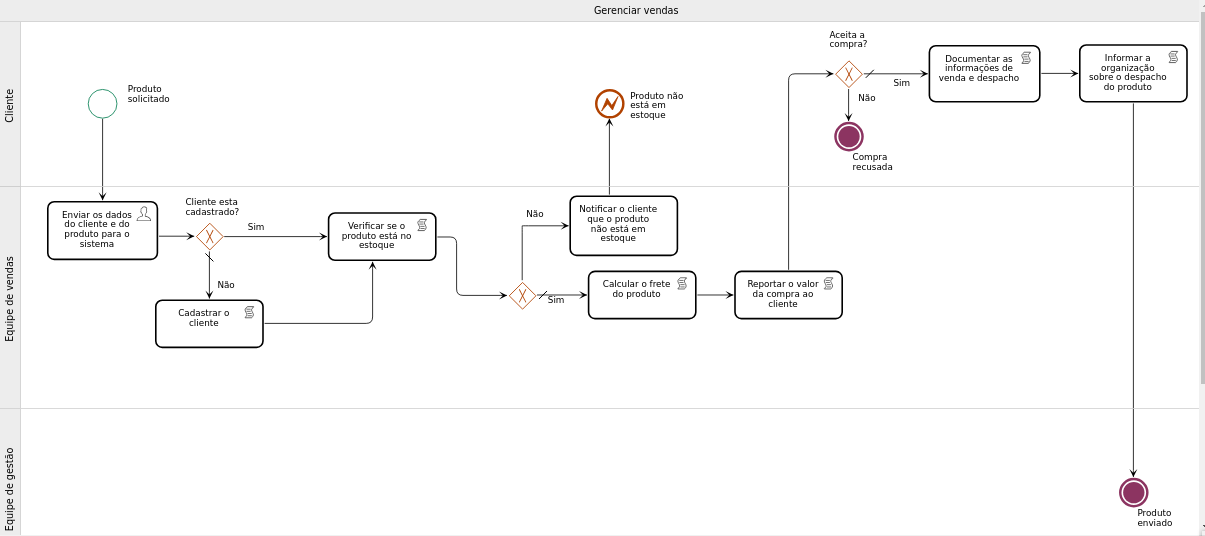 Gerenciar vendas
Cliente
Produto
solicitado
Produto não
está em
estoque
Aceita a
compra?
Sim
Não
Compra
recusada
Documentar as
informações de
venda e despacho
Informar a
organização
sobre o despacho
do produto
Equipe de vendas
Enviar os dados
do cliente e do
produto para o
sistema
Cliente esta
cadastrado?
Sim
Não
Cadastrar o
cliente
Verificar se o
produto está no
estoque
Não
Sim
Notificar o cliente
que o produto
não está em
estoque
Calcular o frete
do produto
Reportar o valor
da compra ao
cliente
Equipe de gestão
Produto
enviado